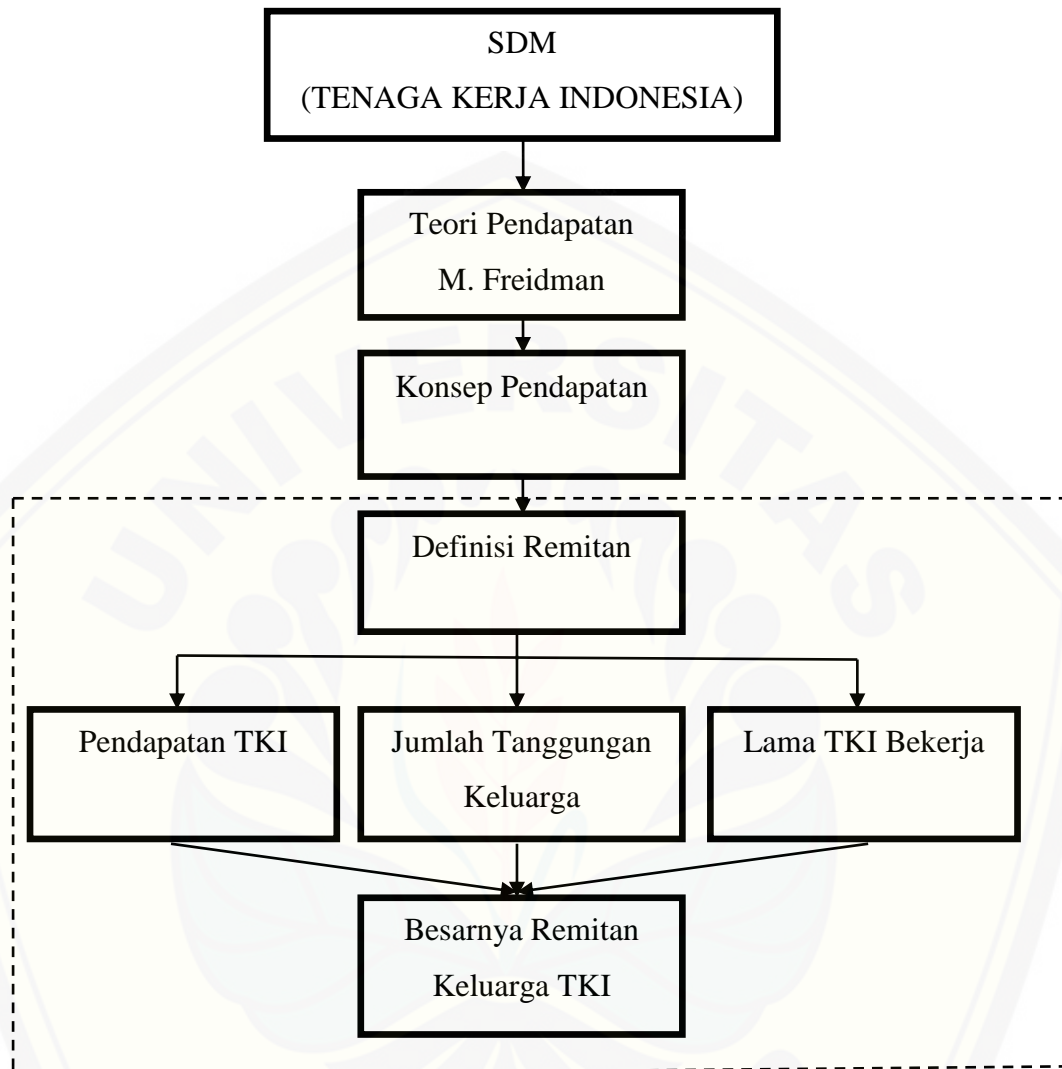 SDM
(TENAGA KERJA INDONESIA)
Teori Pendapatan
M. Freidman
Konsep Pendapatan
UNIVERSITAS
Definisi Remitan
Pendapatan TKI
Jumlah Tanggungan
Keluarga
Lama TKI Bekerja
Besarnya Remitan
Keluarga TKI